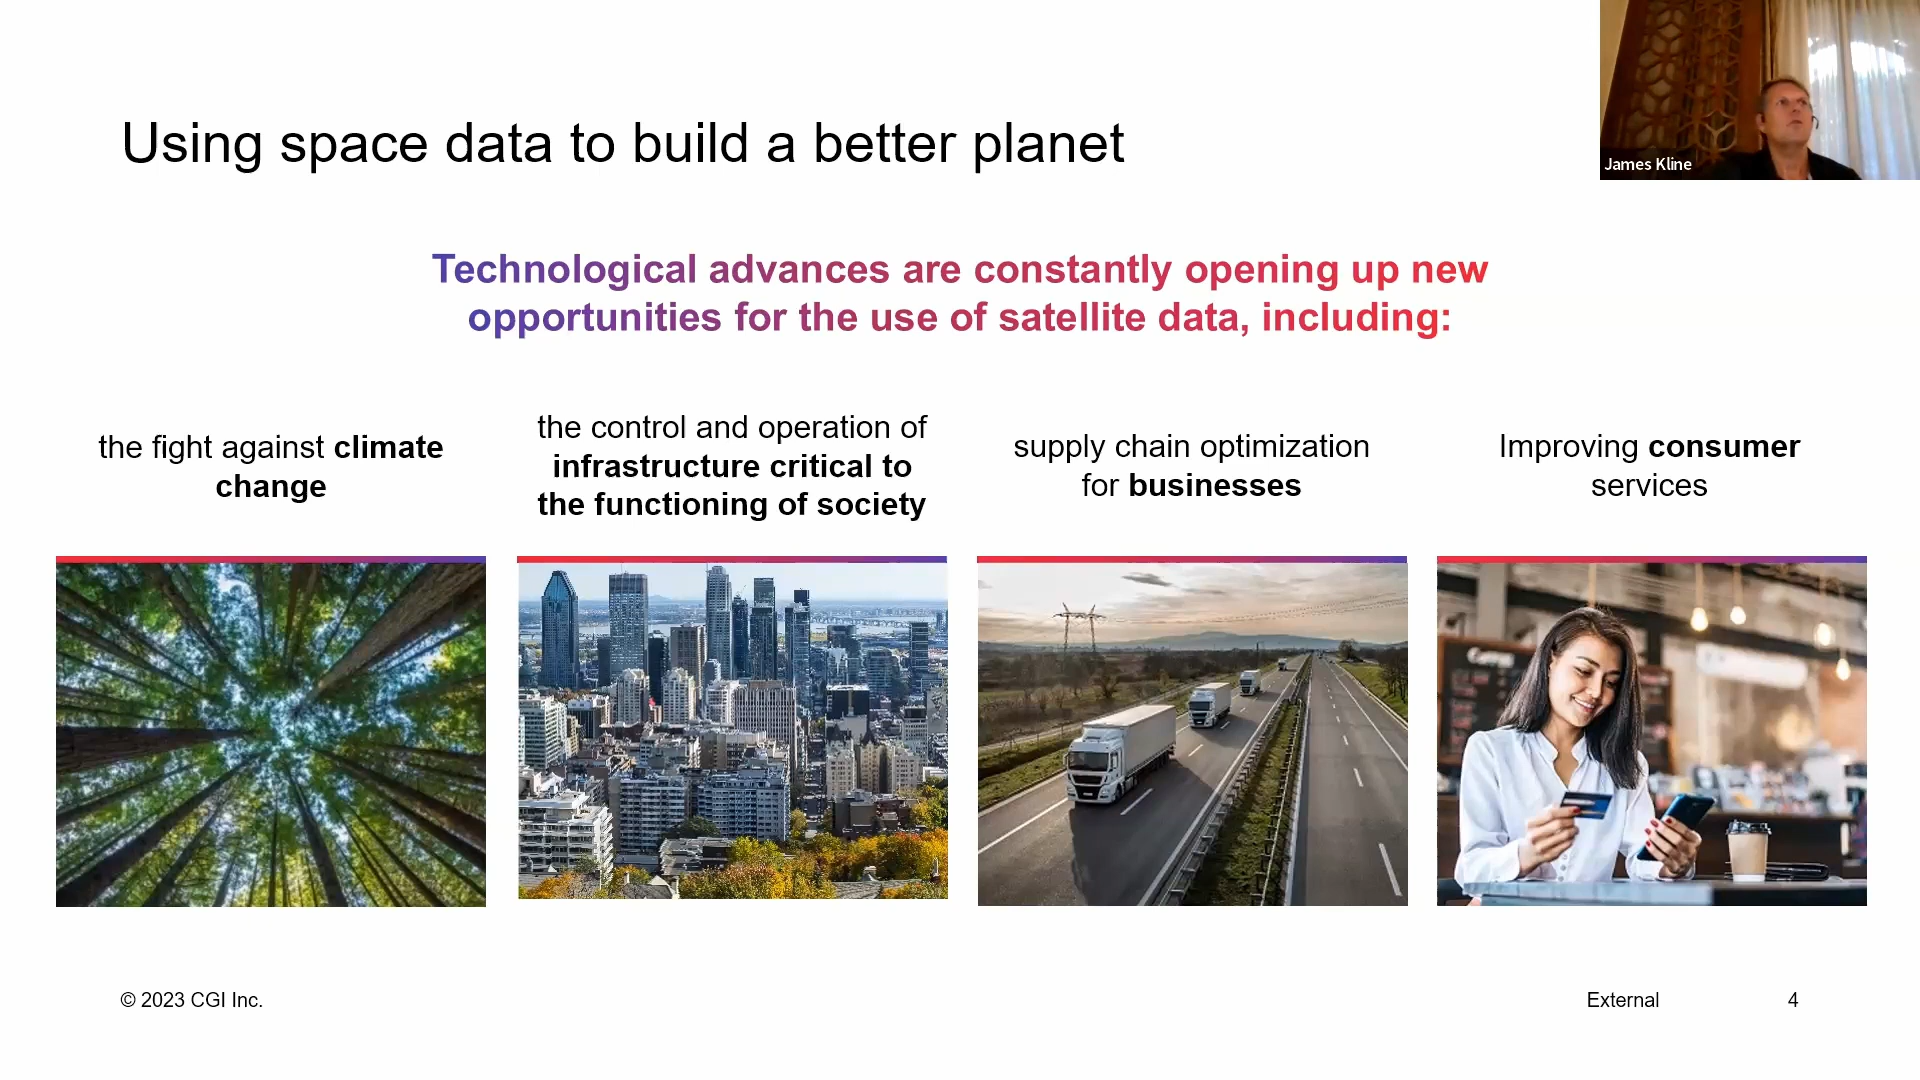 Using space data to build a better planet
James Kline
Technological advances are constantly opening up new
opportunities for the use of satellite data, including:
the fight against climate
change
the control and operation of
infrastructure critical to
the functioning of society
supply chain optimization
for businesses
Improving consumer
services
© 2023 CGI Inc.
External
4